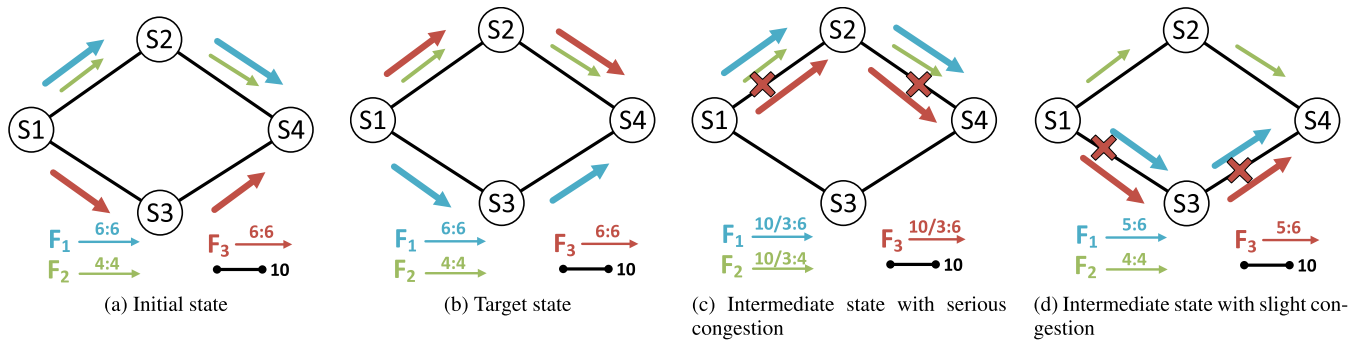 S2
S1
S4
S3
F1 6:6
F2 4:4
F3 6:6
10
(a) Initial state
S2
S1
S4
S3
F1 6:6
F2 4:4
F3 6:6
10
(b) Target state
S2
S1
S4
S3
F1 10/3:6
F2 10/3:4
F3 10/3:6
10
(c) Intermediate state with serious
congestion
S2
S1
S4
S3
F1 5:6
F2 4:4
F3 5:6
10
(d) Intermediate state with slight con-
gestion